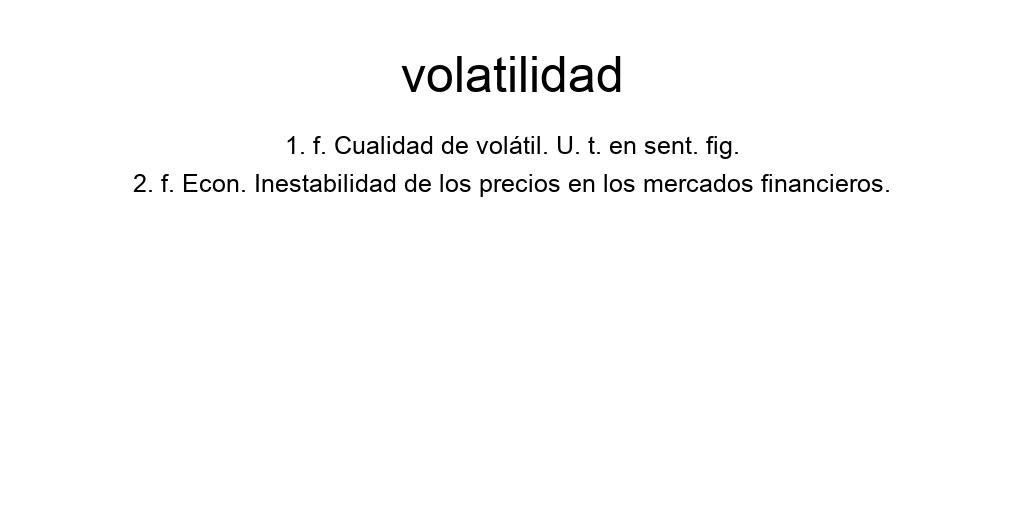 volatilidad
1. f. Cualidad de volátil. U. t. en sent. fig.
2. f. Econ. Inestabilidad de los precios en los mercados financieros.